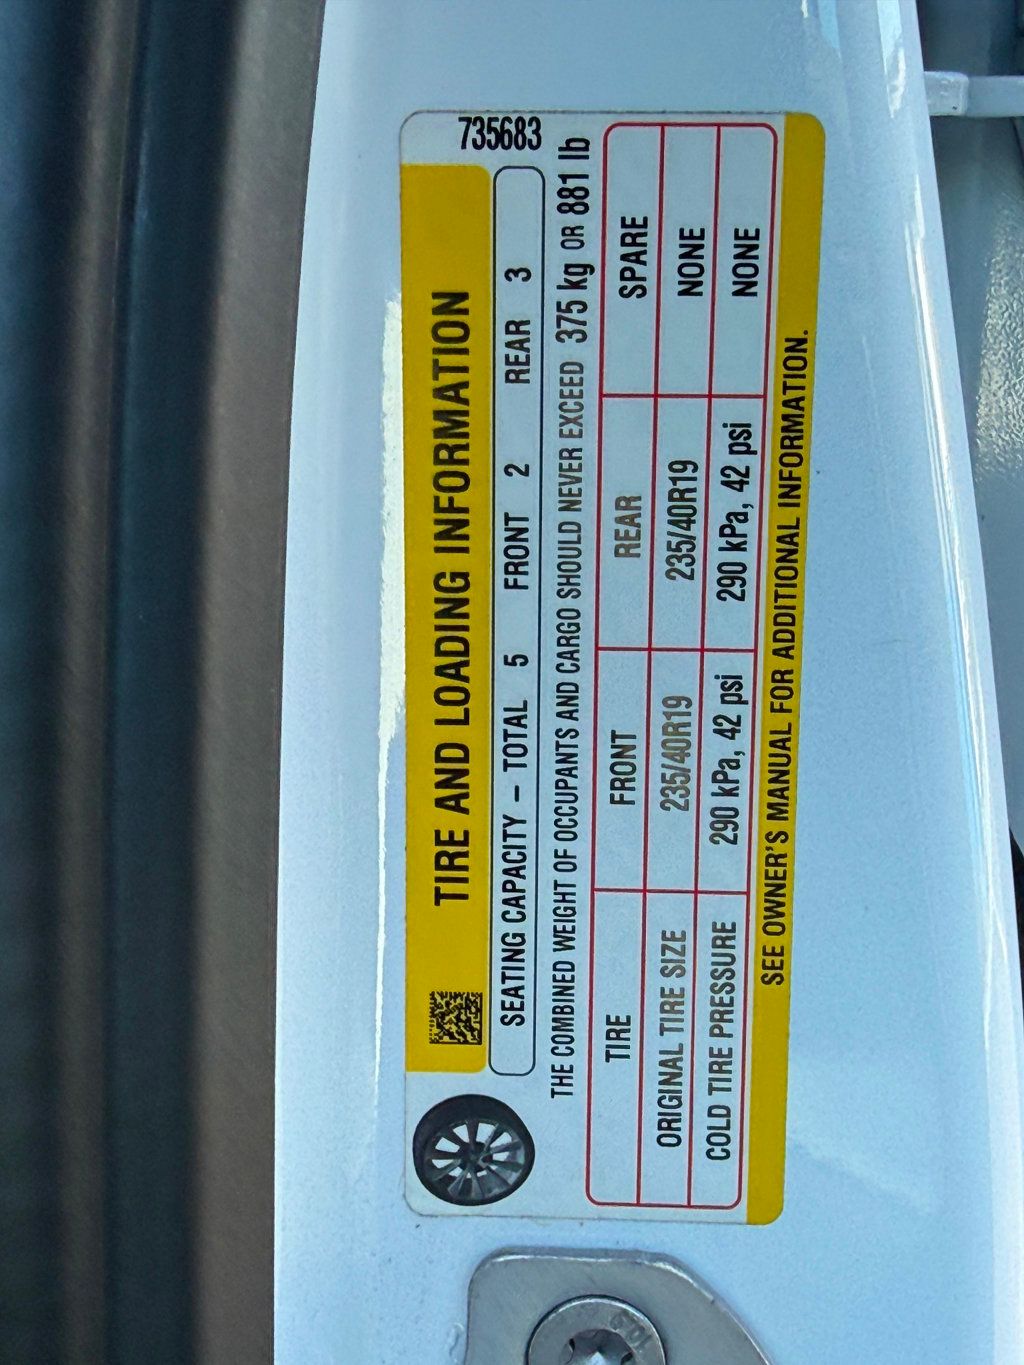 735683
TIRE AND LOADING INFORMATION
SEATING CAPACITY – TOTAL 5 FRONT 2 REAR 3
THE COMBINED WEIGHT OF OCCUPANTS AND CARGO SHOULD NEVER EXCEED 375 kg OR 881 lb
TIRE FRONT REAR SPARE
ORIGINAL TIRE SIZE 235/40R19 235/40R19 NONE
COLD TIRE PRESSURE 290 kPa, 42 psi 290 kPa, 42 psi NONE
SEE OWNER'S MANUAL FOR ADDITIONAL INFORMATION.